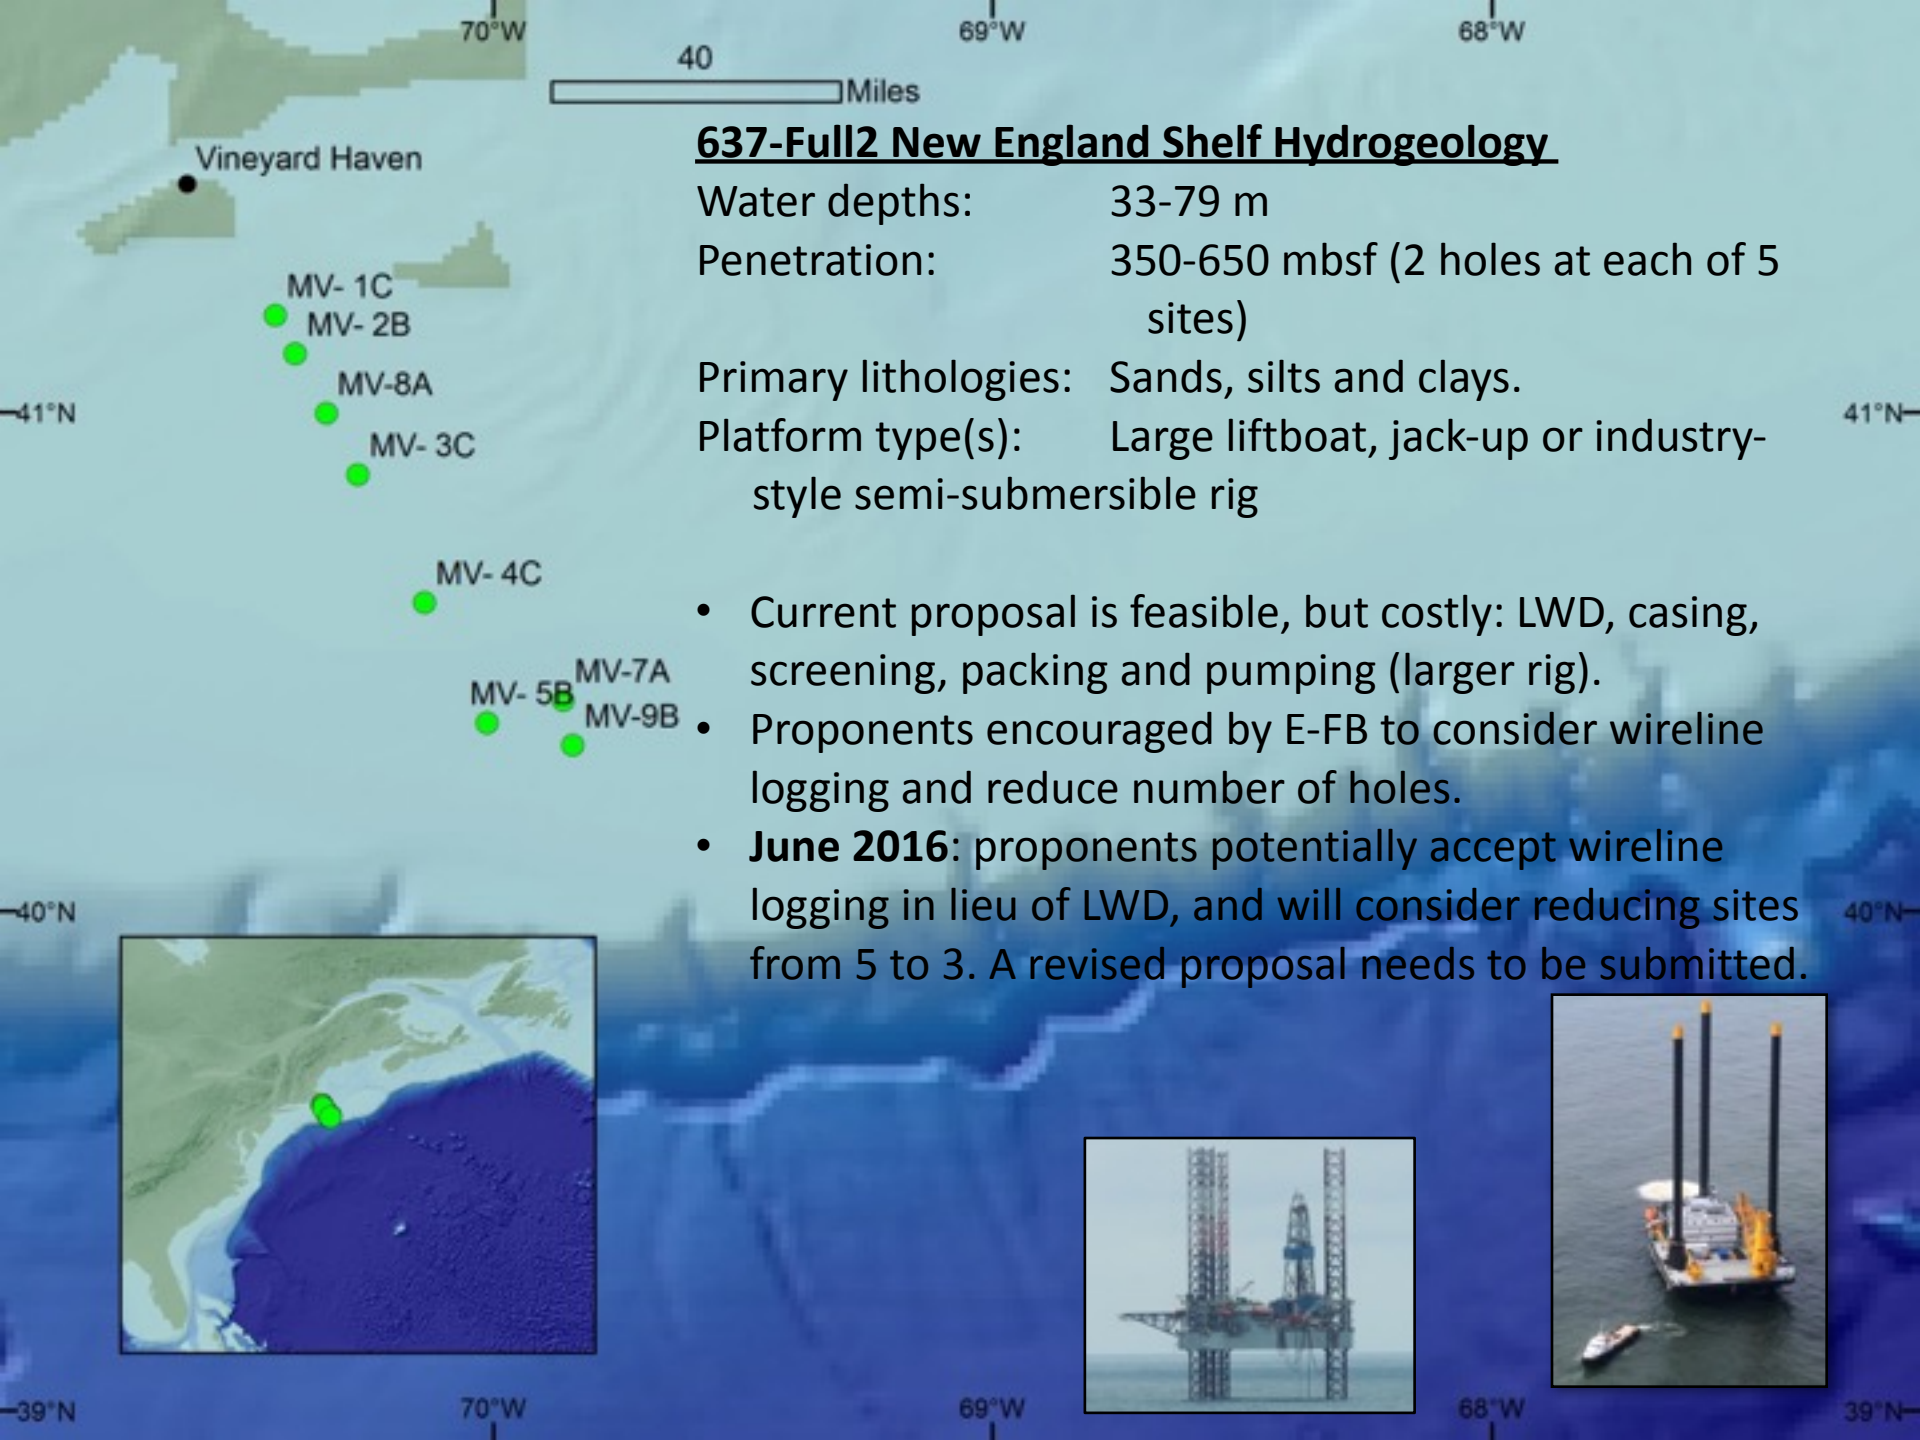 70°W
69°W
68°W
40
Miles
637-Full2 New England Shelf Hydrogeology
Water depths: 33-79 m
Penetration: 350-650 mbsf (2 holes at each of 5
sites)
Primary lithologies: Sands, silts and clays.
Platform type(s): Large liftboat, jack-up or industry-
style semi-submersible rig
• Current proposal is feasible, but costly: LWD, casing,
screening, packing and pumping (larger rig).
• Proponents encouraged by E-FB to consider wireline
logging and reduce number of holes.
• June 2016: proponents potentially accept wireline
logging in lieu of LWD, and will consider reducing sites
from 5 to 3. A revised proposal needs to be submitted.
Vineyard Haven
MV- 1C
MV- 2B
MV-8A
41°N
41°N
MV- 3C
MV- 4C
MV-7A
MV- 5B
MV-9B
40°N
40°N
39°N
70°W
69°W
68°W
39°N